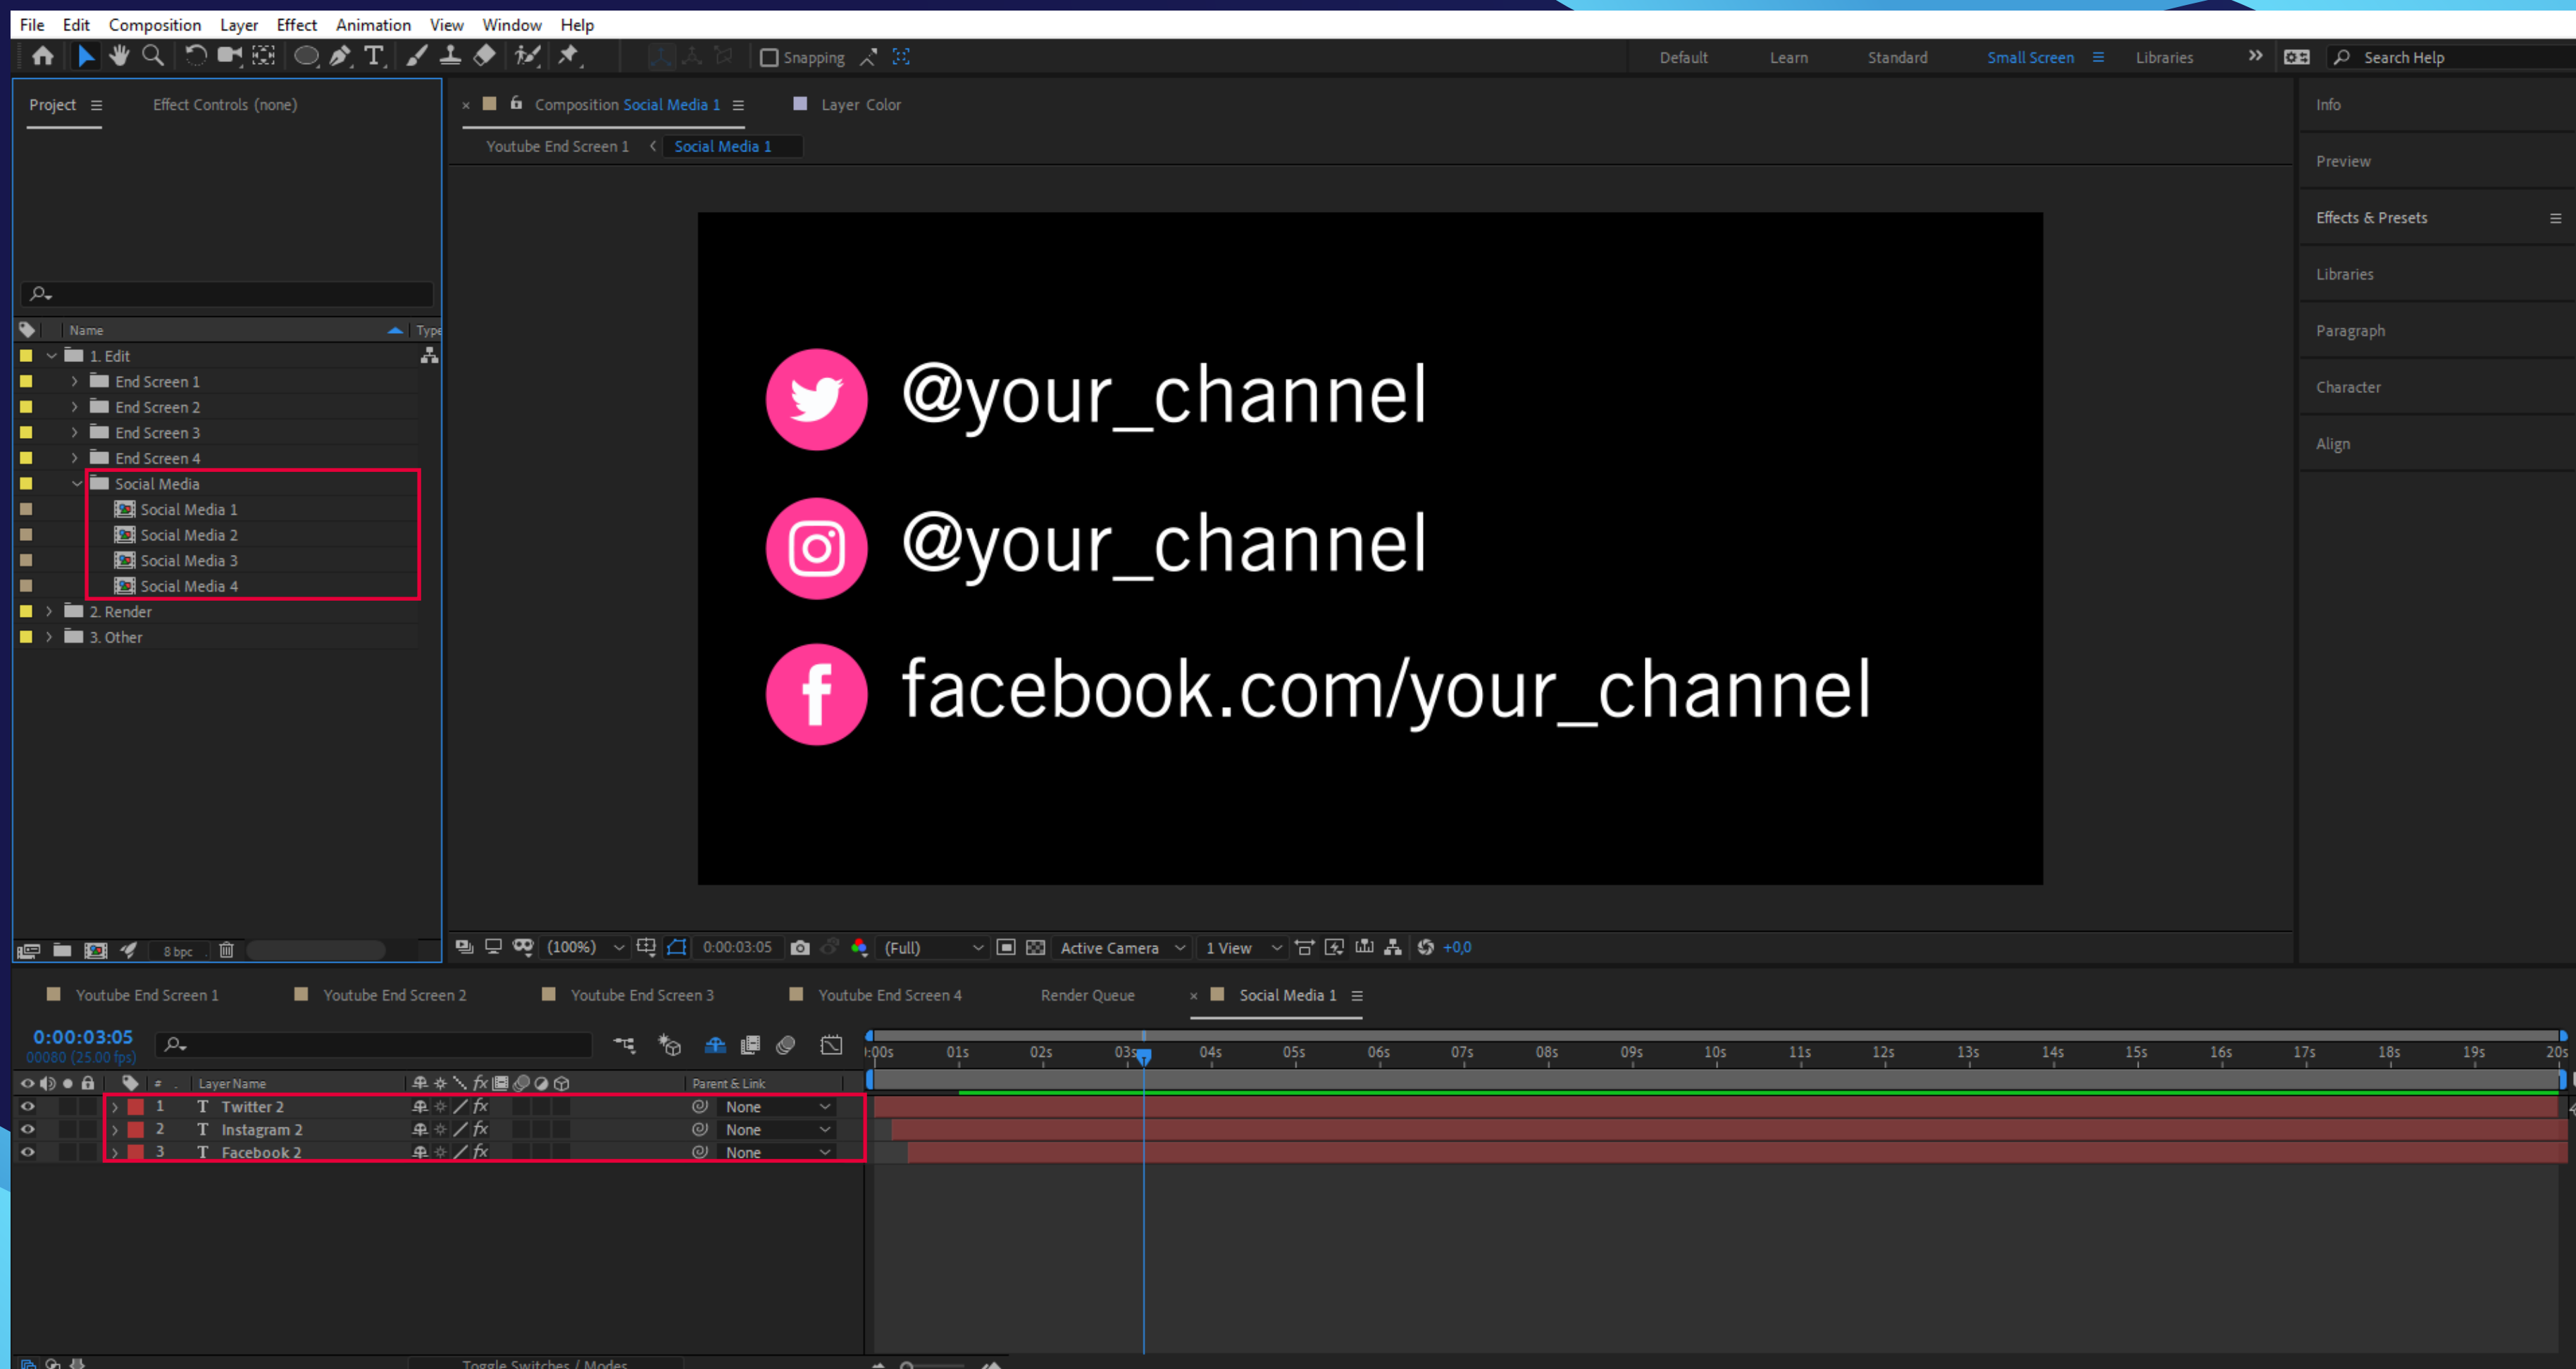 File Edit Composition Layer Effect Animation View Window Help
Snapping Default Learn Standard Small Screen Libraries Search Help
Project Effect Controls (none)
Composition Social Media 1 Layer Color
Youtube End Screen 1 Social Media 1
Info
Preview
Effects & Presets
Libraries
Paragraph
Character
Align
Name Type
1. Edit
End Screen 1
End Screen 2
End Screen 3
End Screen 4
Social Media
Social Media 1
Social Media 2
Social Media 3
Social Media 4
2. Render
3. Other
@your_channel
@your_channel
facebook.com/your_channel
8 bpc
(100%) 0:00:03:05 (Full) Active Camera 1 View +0,0
Youtube End Screen 1 Youtube End Screen 2 Youtube End Screen 3 Youtube End Screen 4 Render Queue Social Media 1
0:00:03:05
00080 (25.00 fps)
:00s 01s 02s 03s 04s 05s 06s 07s 08s 09s 10s 11s 12s 13s 14s 15s 16s 17s 18s 19s 20s
# Layer Name fx Parent & Link
1 T Twitter 2 fx None
2 T Instagram 2 fx None
3 T Facebook 2 fx None
Toggle Switches / Modes